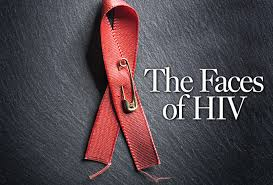 The Faces
of HIV